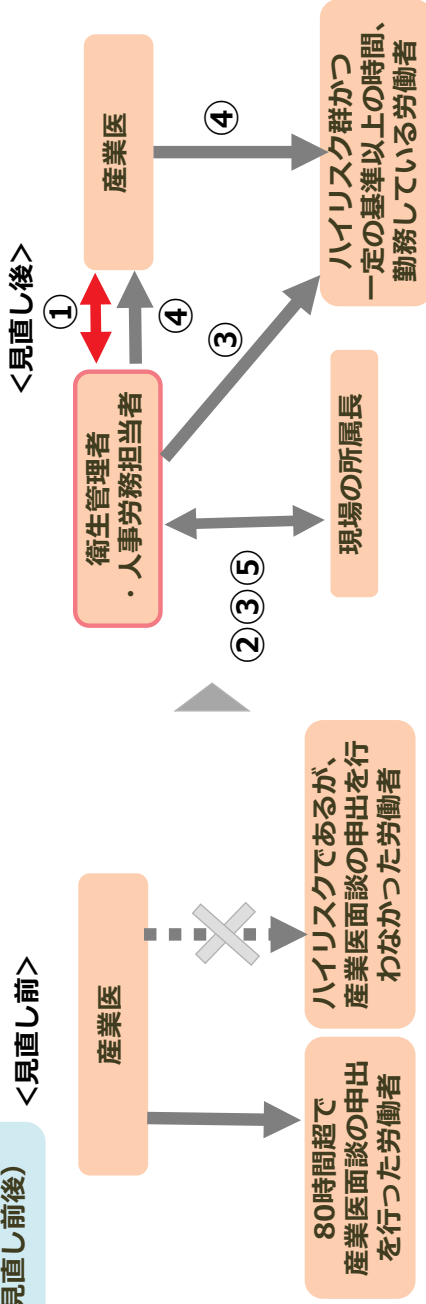 見直し前後）
＜見直し前＞
産業医
80時間超で
産業医面談の申出
を行った労働者
ハイリスクであるが、
産業医面談の申出を行
わなかった労働者
＜見直し後＞
衛生管理者
・人事労務担当者
①
④
産業医
④
③
②③⑤
現場の所属長
ハイリスク群かつ
一定の基準以上の時間、
勤務している労働者